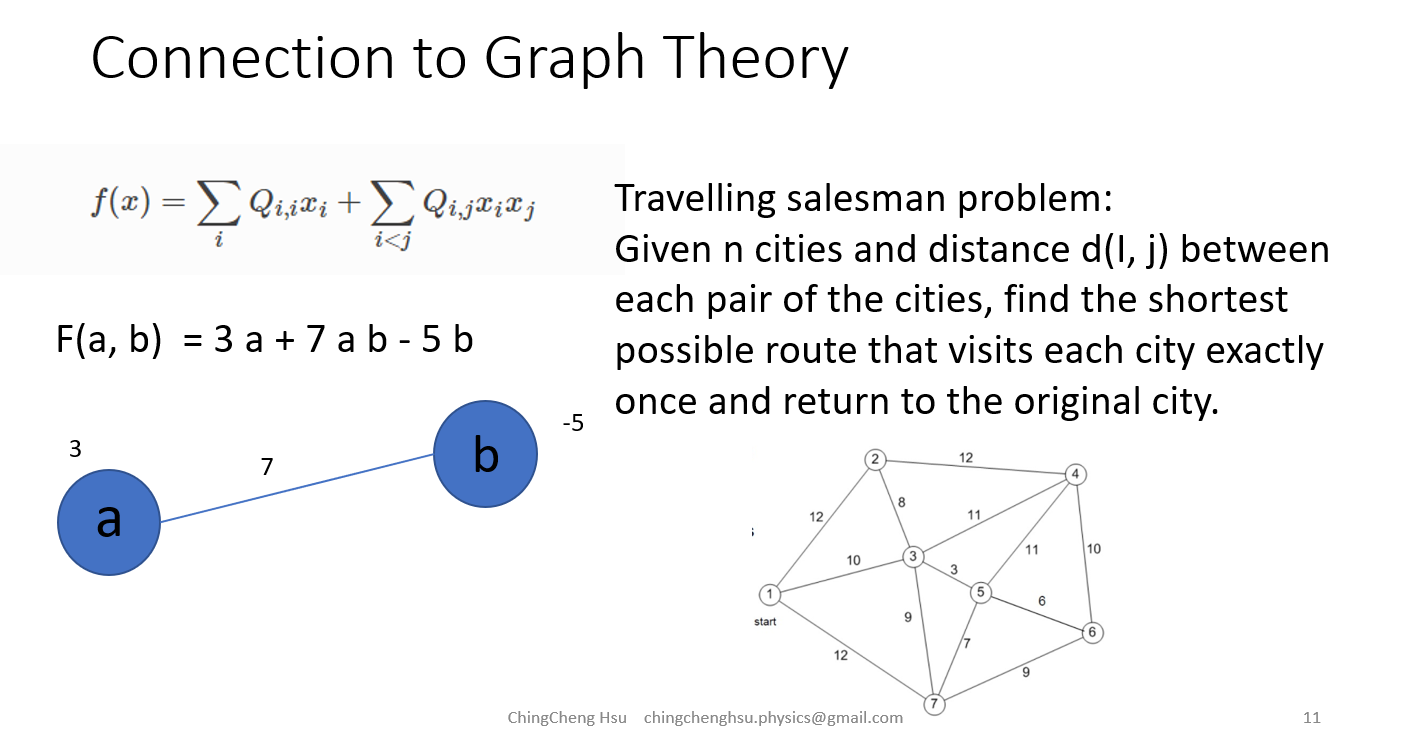 Connection to Graph Theory
f(x) = ∑_i Q_{i,i}x_i + ∑_{i<j} Q_{i,j}x_i x_j
Travelling salesman problem:
Given n cities and distance d(I, j) between
each pair of the cities, find the shortest
possible route that visits each city exactly
once and return to the original city.
F(a, b) = 3 a + 7 a b - 5 b
3
7
-5
a
b
2
12
4
8
12
11
10
3
11
10
3
1
5
6
start
9
6
7
12
9
7
ChingCheng Hsu chingchenghsu.physics@gmail.com
11